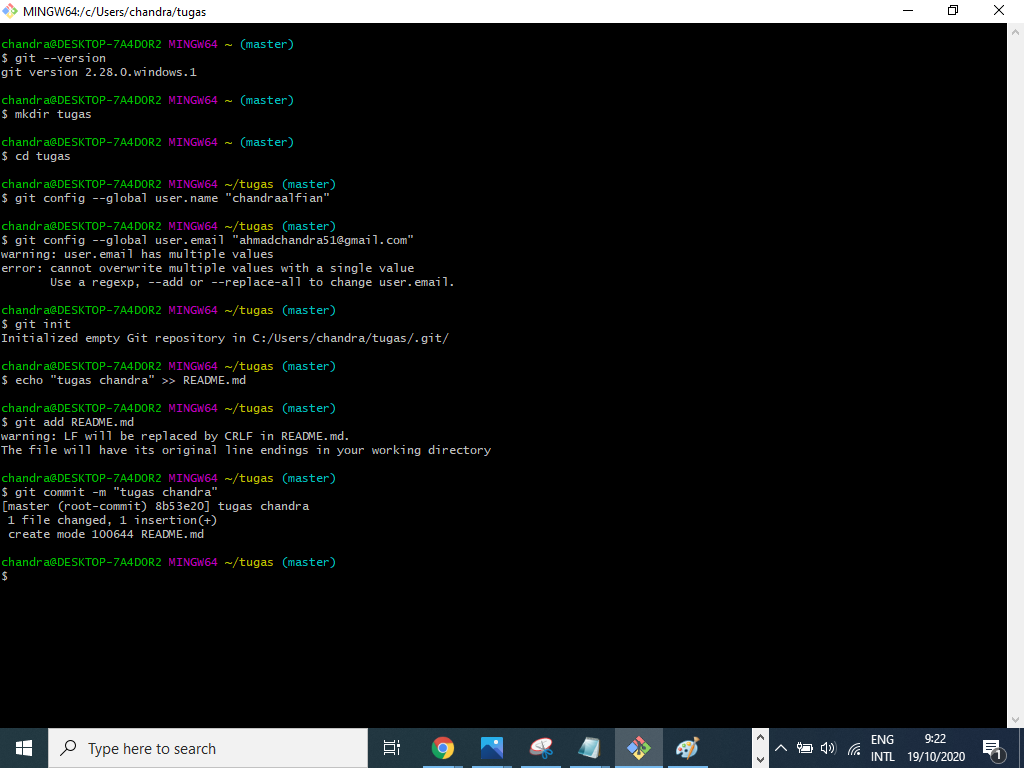 MINGW64:/c/Users/chandra/tugas
chandra@DESKTOP-7A4DOR2 MINGW64 ~ (master)
$ git --version
git version 2.28.0.windows.1
chandra@DESKTOP-7A4DOR2 MINGW64 ~ (master)
$ mkdir tugas
chandra@DESKTOP-7A4DOR2 MINGW64 ~ (master)
$ cd tugas
chandra@DESKTOP-7A4DOR2 MINGW64 ~/tugas (master)
$ git config --global user.name "chandraalfian"
chandra@DESKTOP-7A4DOR2 MINGW64 ~/tugas (master)
$ git config --global user.email "ahmadchandra51@gmail.com"
warning: user.email has multiple values
error: cannot overwrite multiple values with a single value
       Use a regexp, --add or --replace-all to change user.email.
chandra@DESKTOP-7A4DOR2 MINGW64 ~/tugas (master)
$ git init
Initialized empty Git repository in C:/Users/chandra/tugas/.git/
chandra@DESKTOP-7A4DOR2 MINGW64 ~/tugas (master)
$ echo "tugas chandra" >> README.md
chandra@DESKTOP-7A4DOR2 MINGW64 ~/tugas (master)
$ git add README.md
warning: LF will be replaced by CRLF in README.md.
The file will have its original line endings in your working directory
chandra@DESKTOP-7A4DOR2 MINGW64 ~/tugas (master)
$ git commit -m "tugas chandra"
[master (root-commit) 8b53e20] tugas chandra
 1 file changed, 1 insertion(+)
 create mode 100644 README.md
chandra@DESKTOP-7A4DOR2 MINGW64 ~/tugas (master)
$
Type here to search
ENG
INTL
9:22
19/10/2020
1